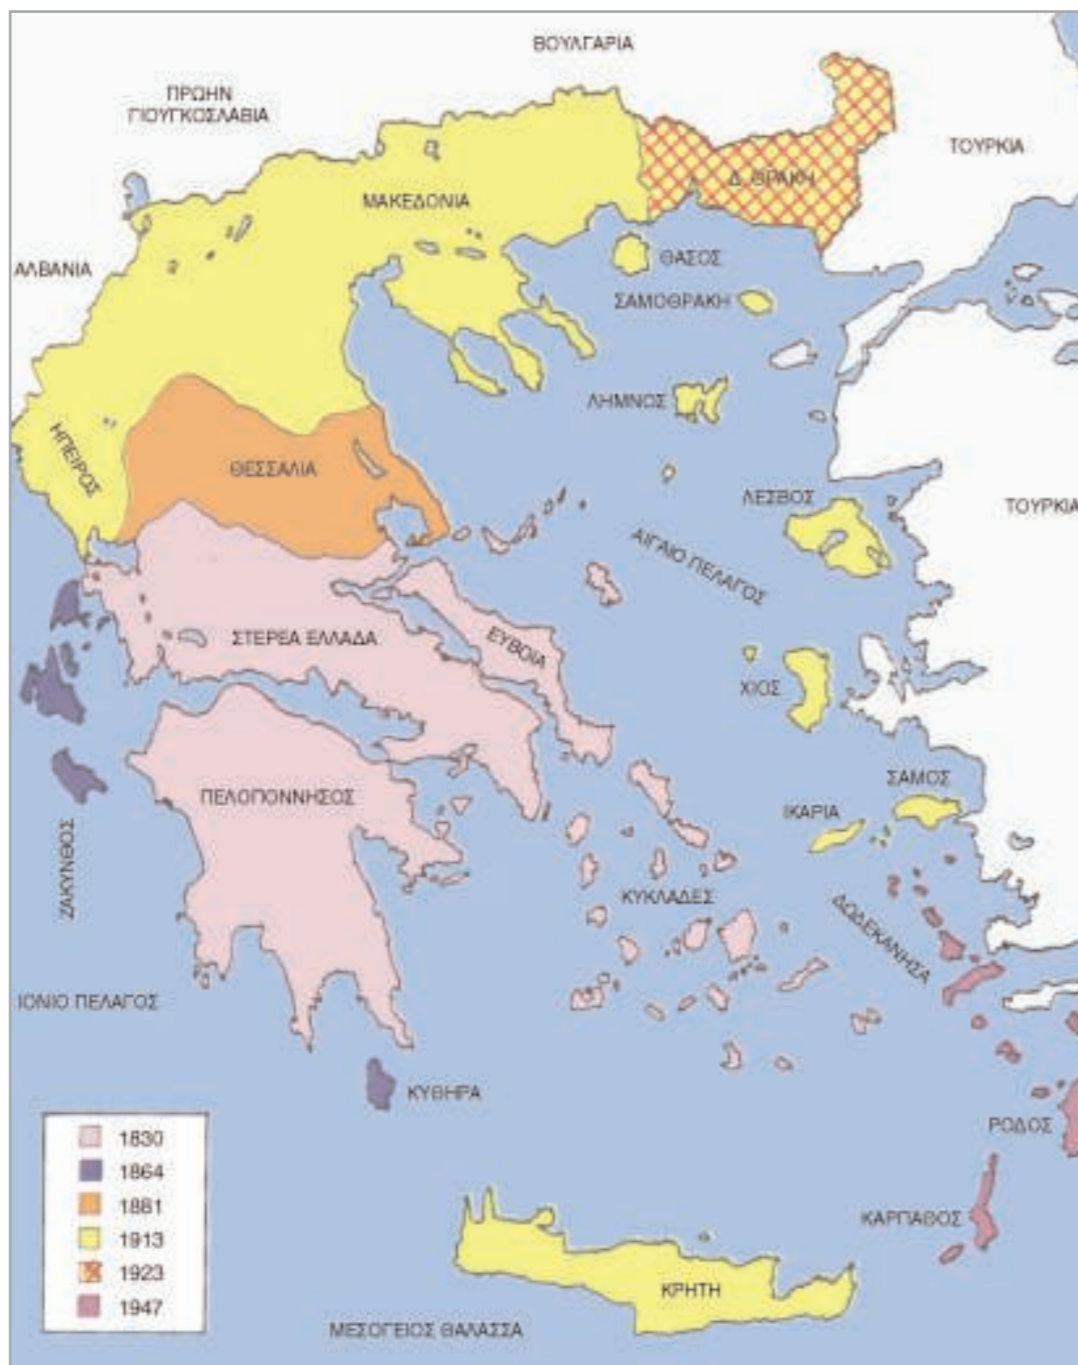 ΒΟΥΛΓΑΡΙΑ
ΠΡΩΗΝ
ΓΙΟΥΓΚΟΣΛΑΒΙΑ
ΤΟΥΡΚΙΑ
Δ. ΘΡΑΚΗ
ΜΑΚΕΔΟΝΙΑ
ΑΛΒΑΝΙΑ
ΘΑΣΟΣ
ΣΑΜΟΘΡΑΚΗ
ΛΗΜΝΟΣ
ΗΠΕΙΡΟΣ
ΘΕΣΣΑΛΙΑ
ΛΕΣΒΟΣ
ΤΟΥΡΚΙΑ
ΑΙΓΑΙΟ ΠΕΛΑΓΟΣ
ΣΤΕΡΕΑ ΕΛΛΑΔΑ
ΕΥΒΟΙΑ
ΧΙΟΣ
ΣΑΜΟΣ
ΠΕΛΟΠΟΝΝΗΣΟΣ
ΙΚΑΡΙΑ
ΖΑΚΥΝΘΟΣ
ΚΥΚΛΑΔΕΣ
ΔΩΔΕΚΑΝΗΣΑ
ΙΟΝΙΟ ΠΕΛΑΓΟΣ
ΚΥΘΗΡΑ
ΡΟΔΟΣ
1830
1864
1881
1913
1923
1947
ΚΑΡΠΑΘΟΣ
ΚΡΗΤΗ
ΜΕΣΟΓΕΙΟΣ ΘΑΛΑΣΣΑ